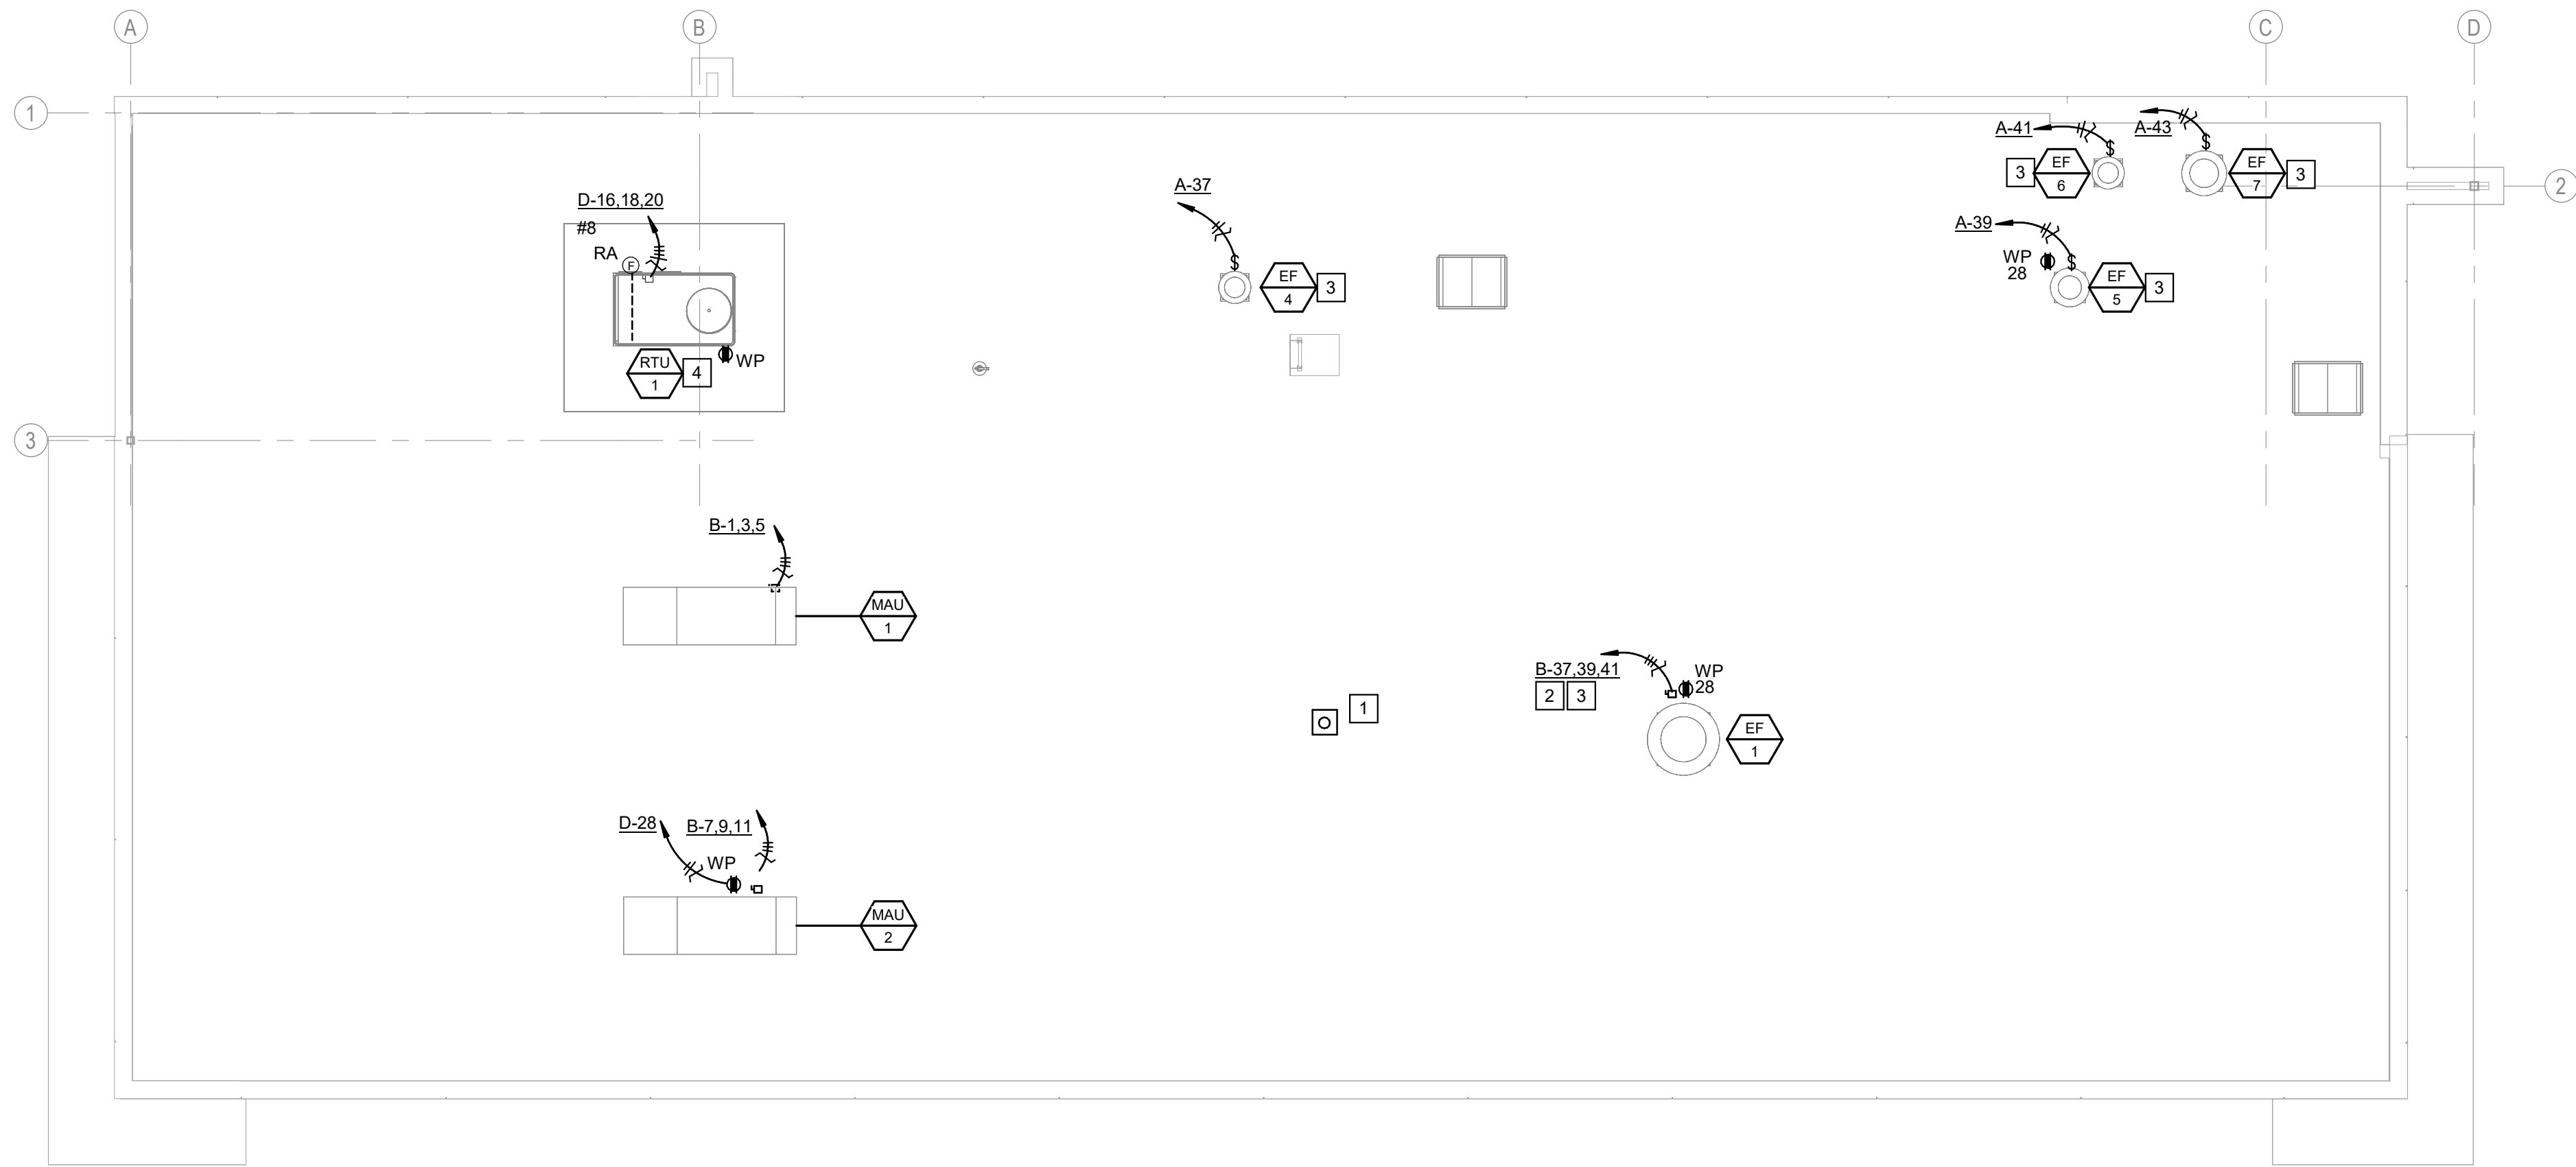 A
B
C
D
1
A-41
A-43
3
EF
6
EF
7
3
2
A-37
D-16,18,20
#8
RA
F
A-39
WP
28
EF
4
3
EF
5
3
RTU
1
4
WP
3
B-1,3,5
MAU
1
B-37,39,41
2
3
WP
28
1
EF
1
D-28
B-7,9,11
WP
MAU
2